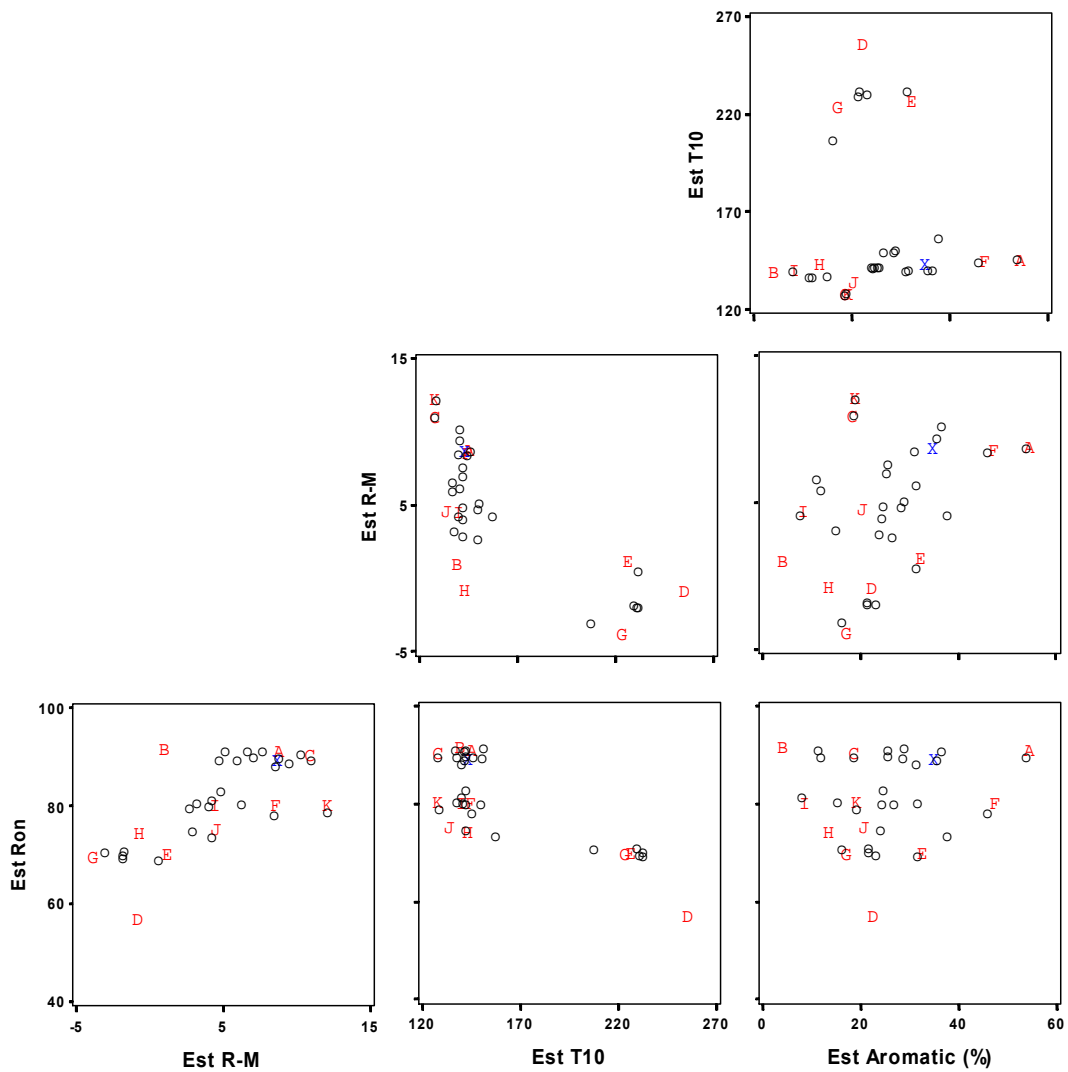 270
D
220
G E
Est T10
170
B I H J X F A
120
15
K
C
X
5
J I
B
H
E
D
G
-5
Est R-M
K
C
X F A
I J
B E
H D
G
100
B A C
X
80
I F K
J
H
G E
60
D
40
Est Ron
-5 5 15
Est R-M
C B A
X
K I F
J H
G E
D
120 170 220 270
Est T10
B C A
X
I K F
H J
G E
D
0 20 40 60
Est Aromatic (%)